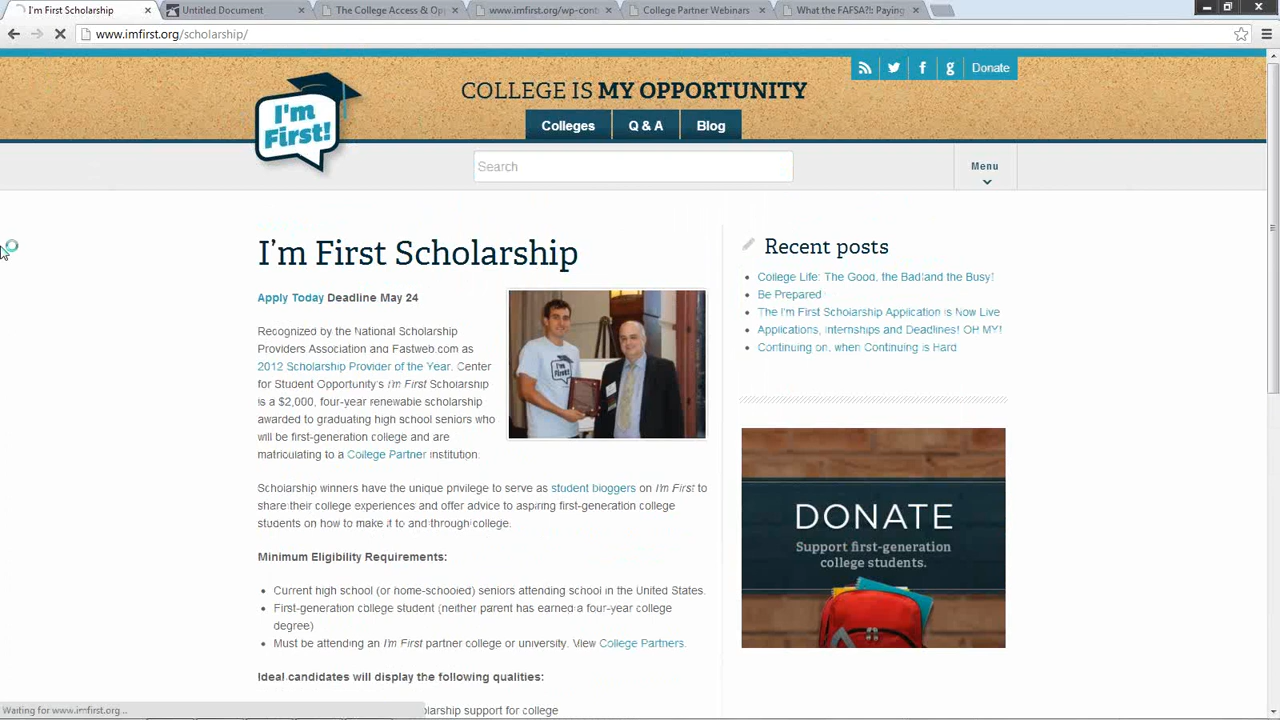 I'm First Scholarship
Untitled Document
The College Access & Op
www.imfirst.org/wp-cont
College Partner Webinars
What the FAFSA?!: Paying
www.imfirst.org/scholarship/
COLLEGE IS MY OPPORTUNITY
Donate
I'm
First!
Colleges
Q & A
Blog
Search
Menu
I'm First Scholarship
Apply Today Deadline May 24
Recognized by the National Scholarship
Providers Association and Fastweb.com as
2012 Scholarship Provider of the Year, Center
for Student Opportunity's I'm First Scholarship
is a $2,000, four-year renewable scholarship
awarded to graduating high school seniors who
will be first-generation college and are
matriculating to a College Partner institution.
Scholarship winners have the unique privilege to serve as student bloggers on I'm First to
share their college experiences and offer advice to aspiring first-generation college
students on how to make it to and through college.
Minimum Eligibility Requirements:
Current high school (or home-schooled) seniors attending school in the United States.
First-generation college student (neither parent has earned a four-year college
degree)
Must be attending an I'm First partner college or university. View College Partners.
Ideal candidates will display the following qualities:
olarship support for college
Recent posts
College Life: The Good, the Bad and the Busy!
Be Prepared
The I'm First Scholarship Application is Now Live
Applications, Internships and Deadlines! OH MY!
Continuing on, when Continuing is Hard
DONATE
Support first-generation
college students.
Waiting for www.imfirst.org...